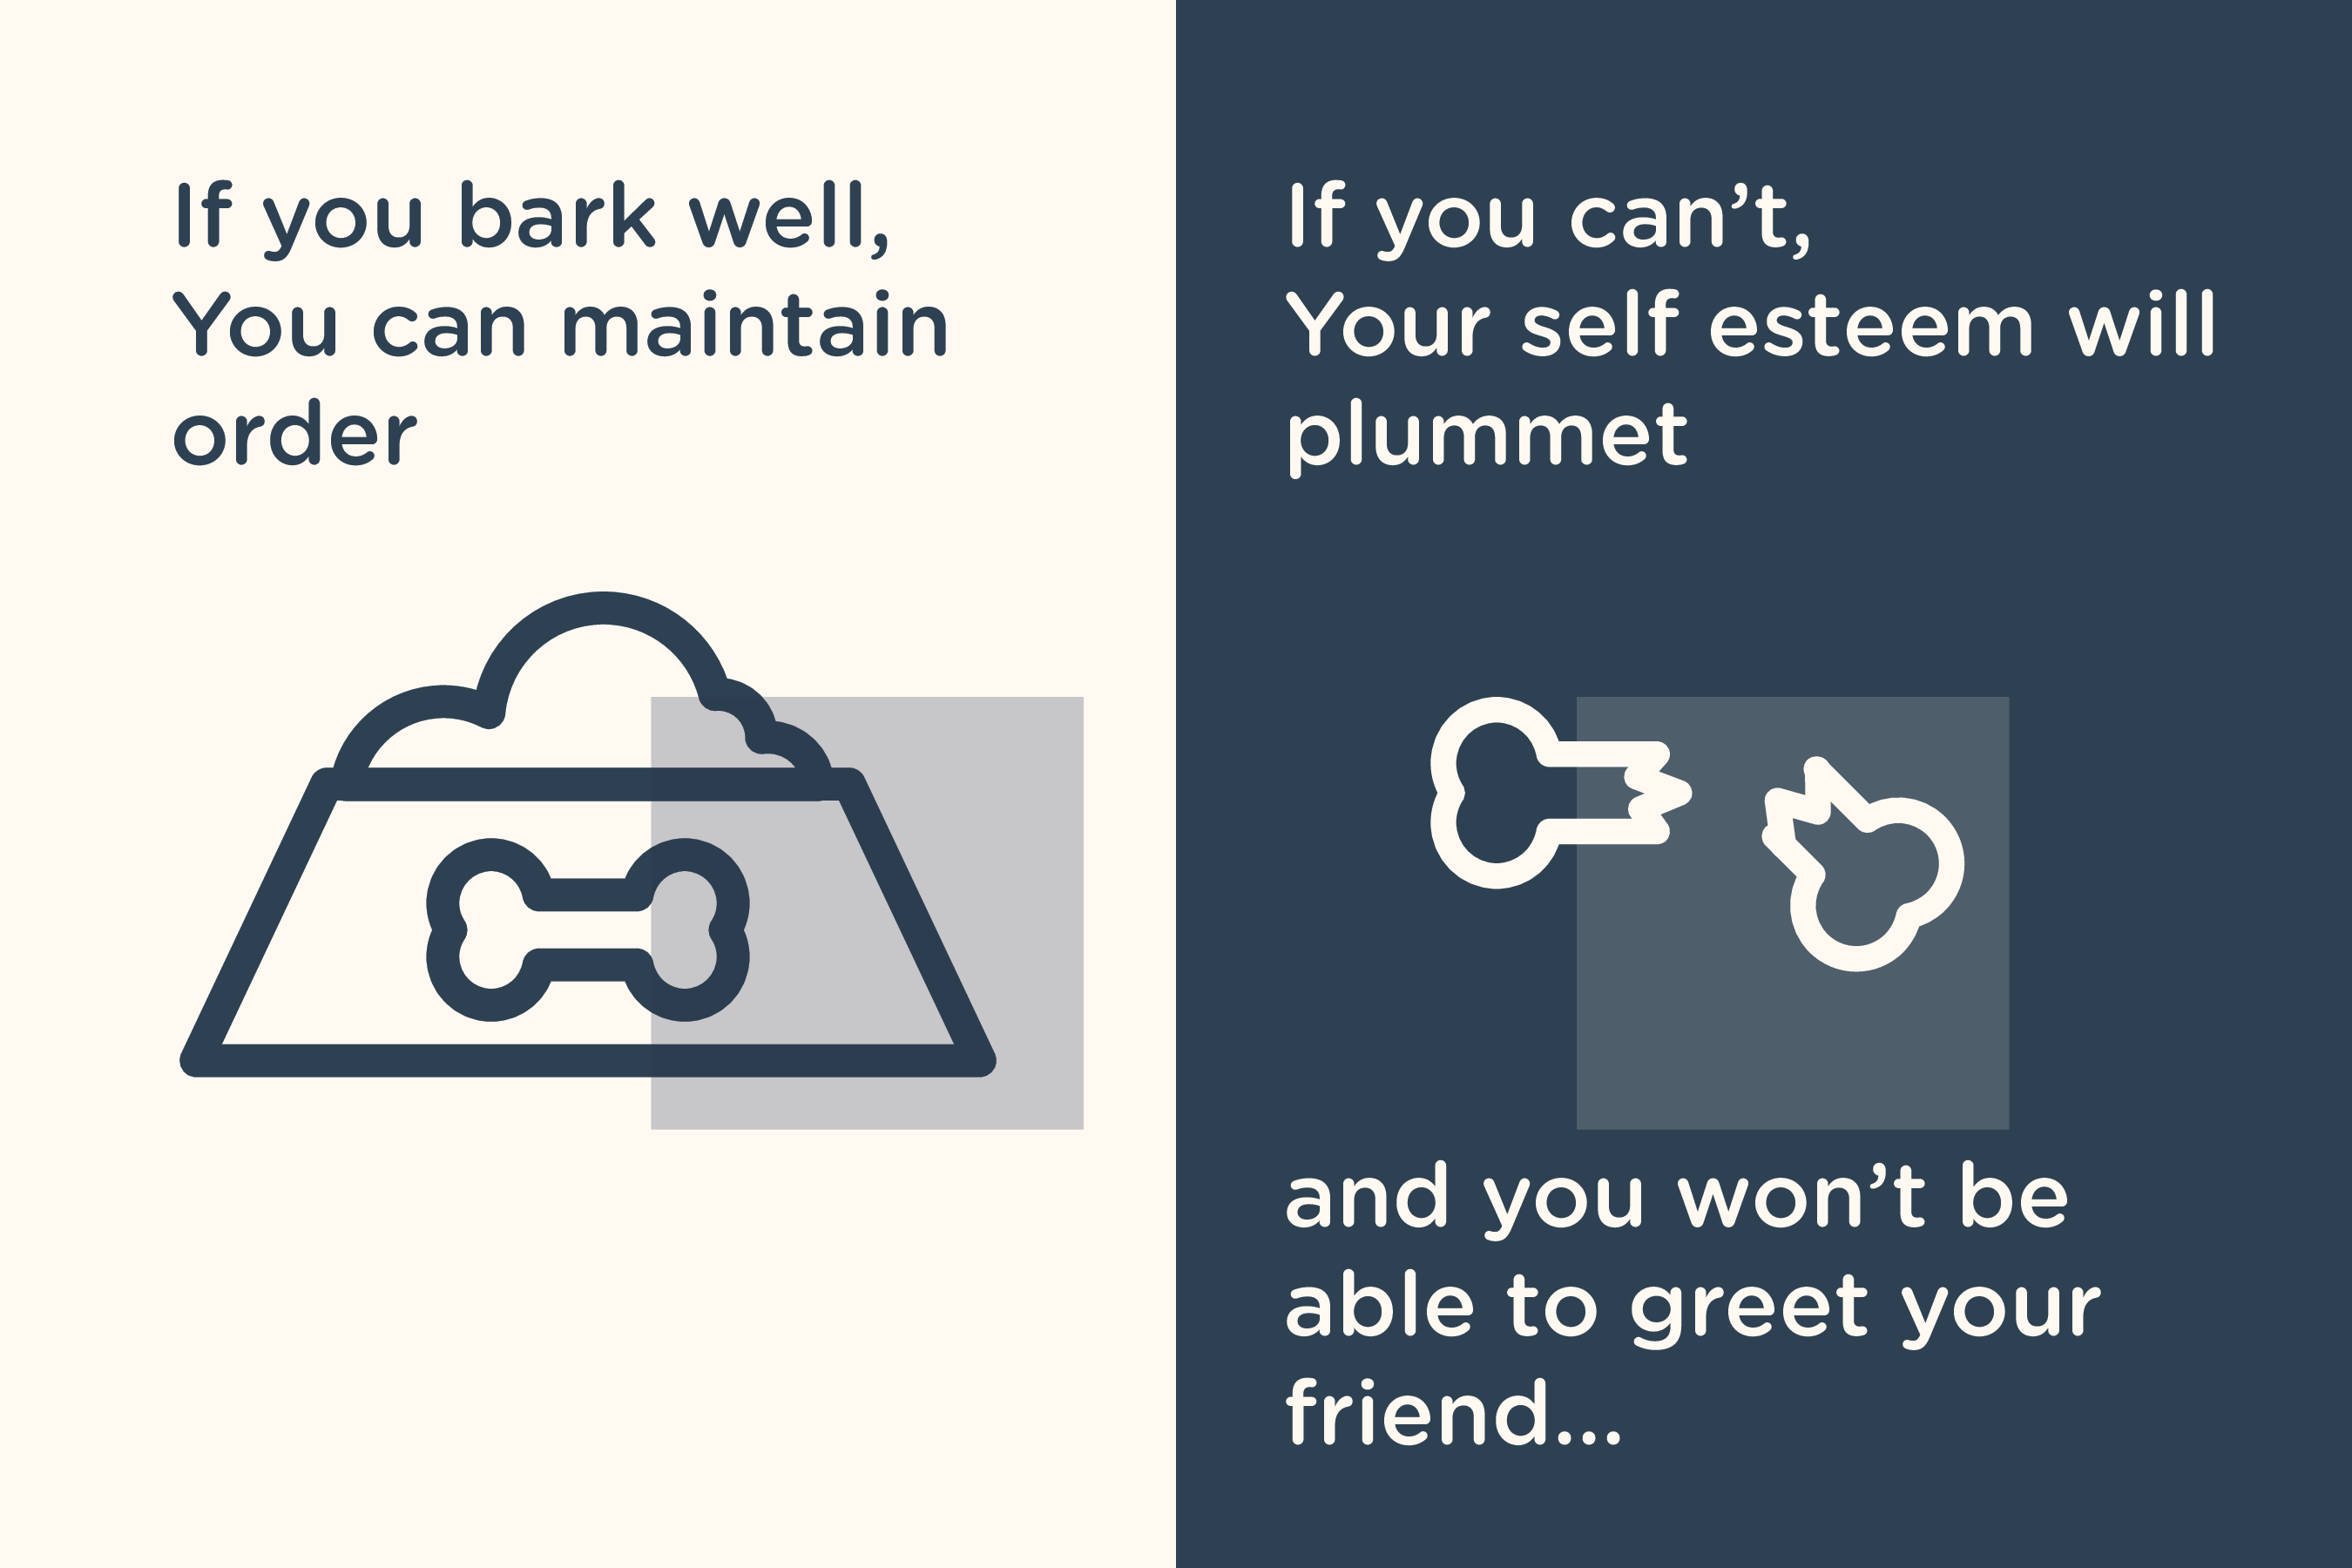 If you bark well,
You can maintain
order
If you can’t,
Your self esteem will
plummet
and you won’t be
able to greet your
friend...